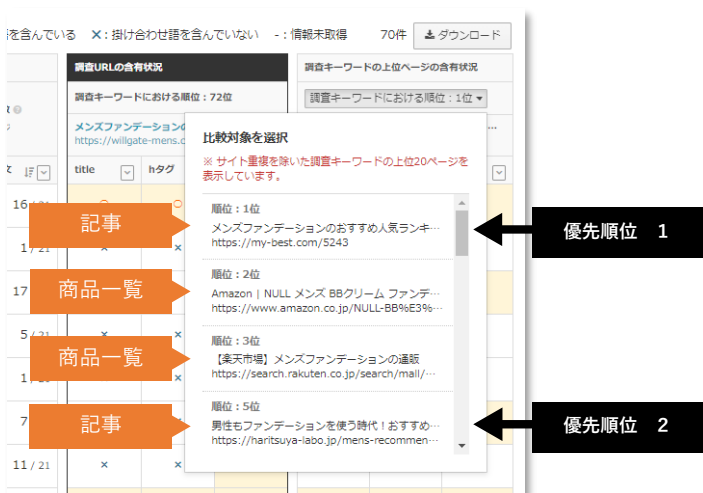 を含んでいる ×：掛け合わせ語を含んでいない -：情報未取得 70件 ダウンロード
調査URLの含有状況 調査キーワードの上位ページの含有状況
調査キーワードにおける順位：72位 調査キーワードにおける順位：1位
メンズファンデーションの
https://willgate-mens.c
title hタグ
比較対象を選択
※ サイト重複を除いた調査キーワードの上位20ページを
表示しています。
順位：1位
メンズファンデーションのおすすめ人気ランキ…
https://my-best.com/5243
記事
優先順位 1
順位：2位
Amazon | NULL メンズ BBクリーム ファンデ…
https://www.amazon.co.jp/NULL-BB%E3%…
商品一覧
順位：3位
【楽天市場】メンズファンデーションの通販
https://search.rakuten.co.jp/search/mall/…
商品一覧
順位：5位
男性もファンデーションを使う時代！おすすめ…
https://haritsuya-labo.jp/mens-recommen…
記事
優先順位 2
16
1
17
5
1
7
11 / 21 × ×